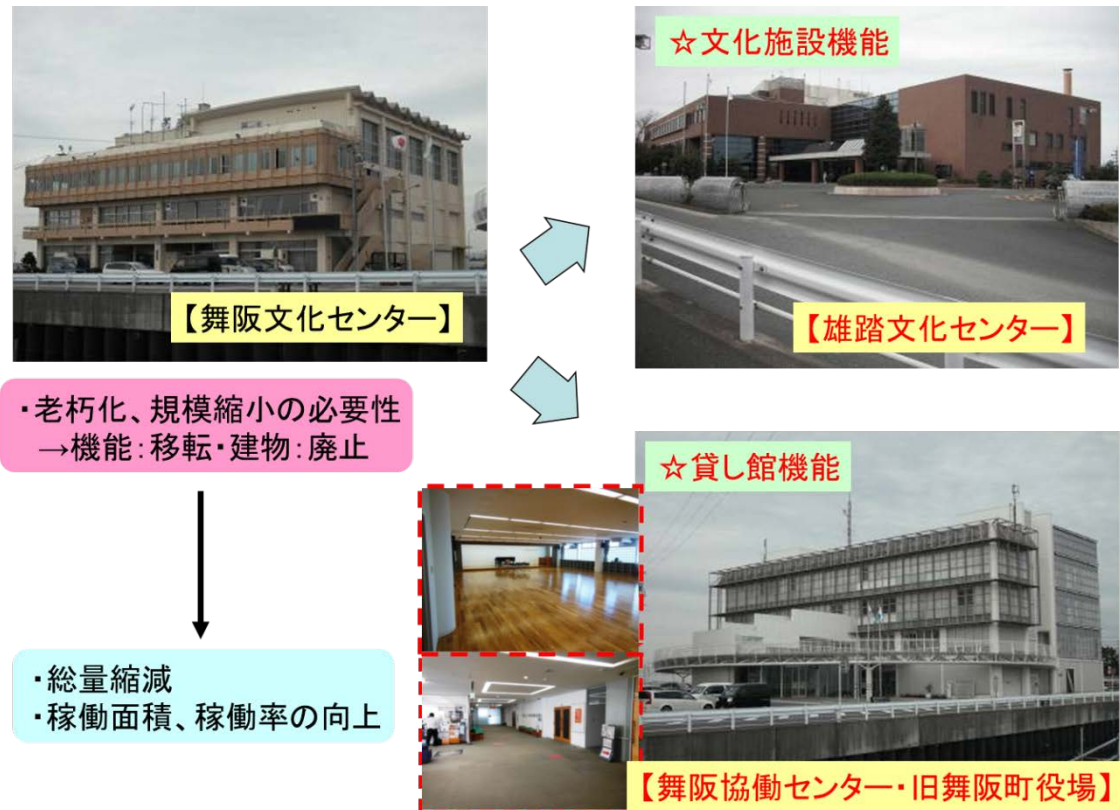 【舞阪文化センター】
☆文化施設機能
【雄踏文化センター】
・老朽化、規模縮小の必要性
→機能：移転・建物：廃止
・総量縮減
・稼働面積、稼働率の向上
☆貸し館機能
【舞阪協働センター・旧舞阪町役場】